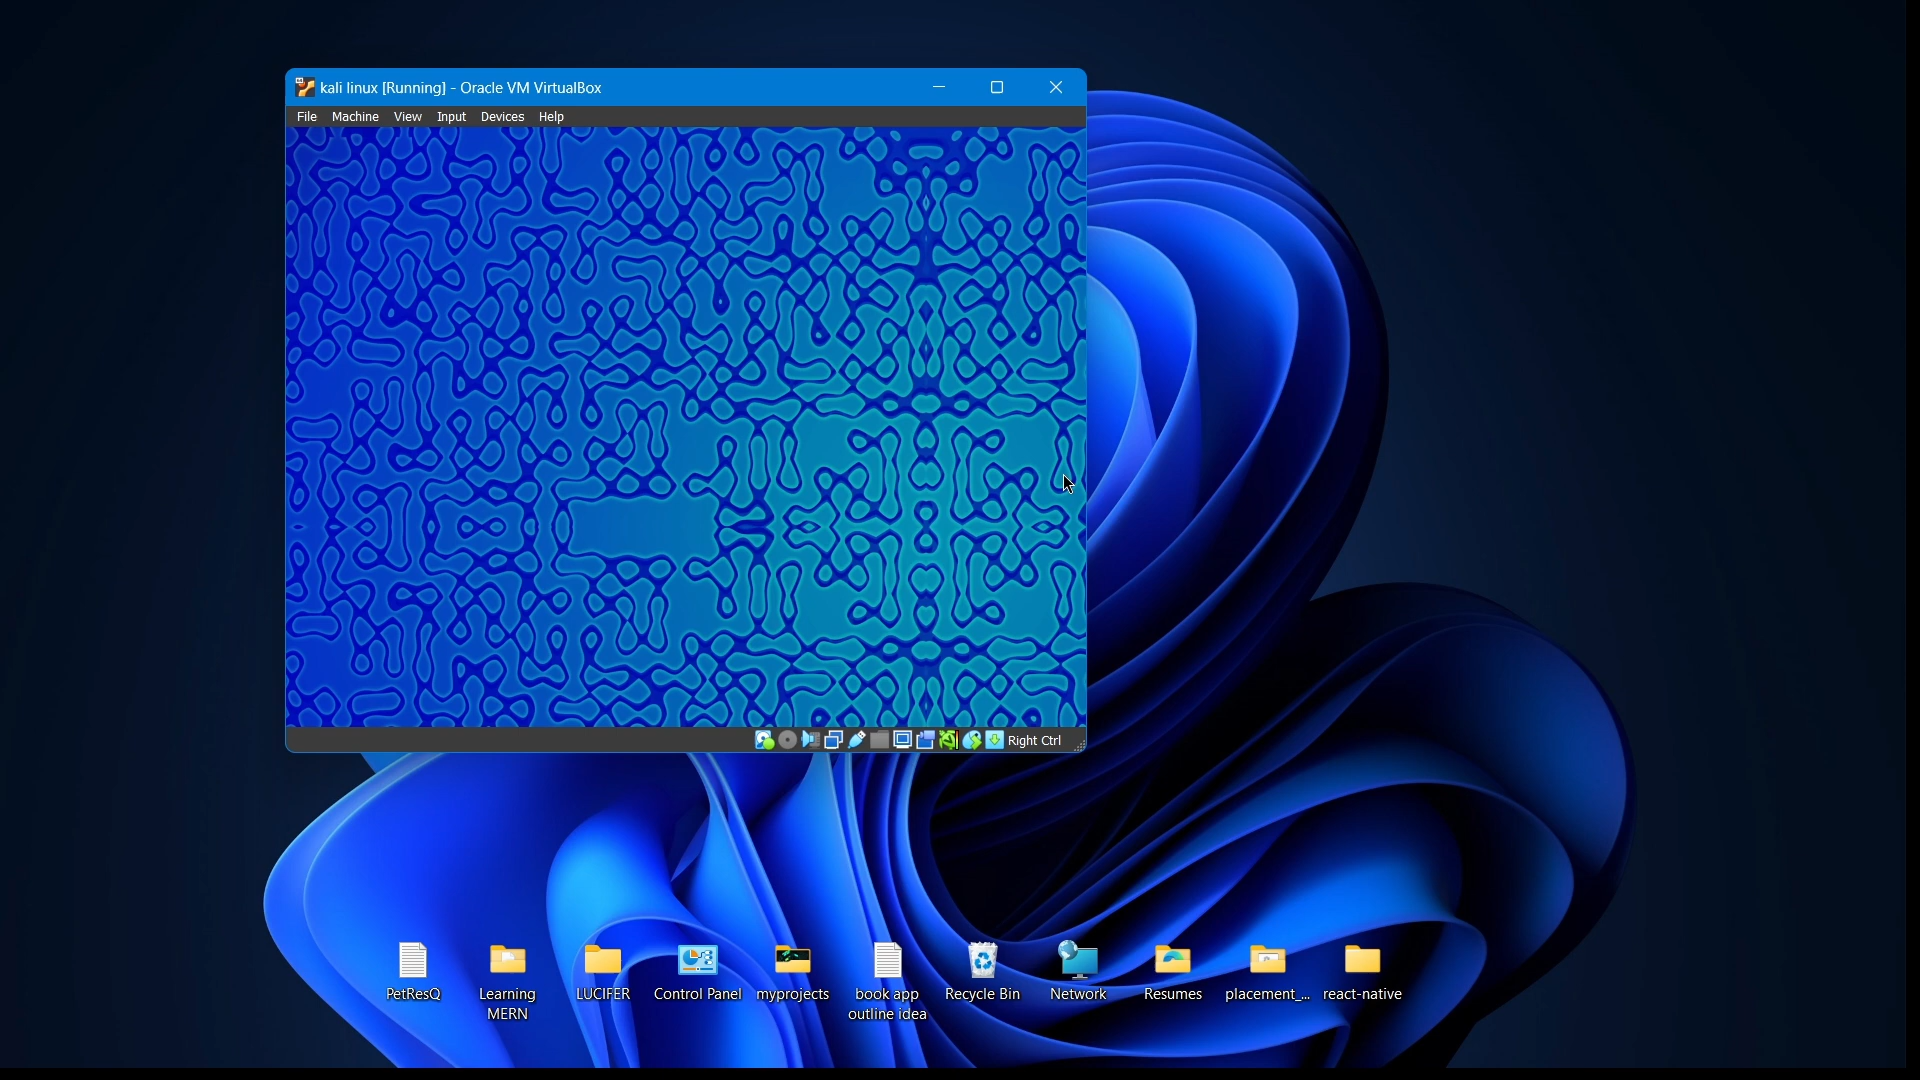 kali linux [Running] - Oracle VM VirtualBox
File Machine View Input Devices Help
Right Ctrl
PetResQ
Learning
MERN
LUCIFER
Control Panel
myprojects
book app
outline idea
Recycle Bin
Network
Resumes
placement_...
react-native